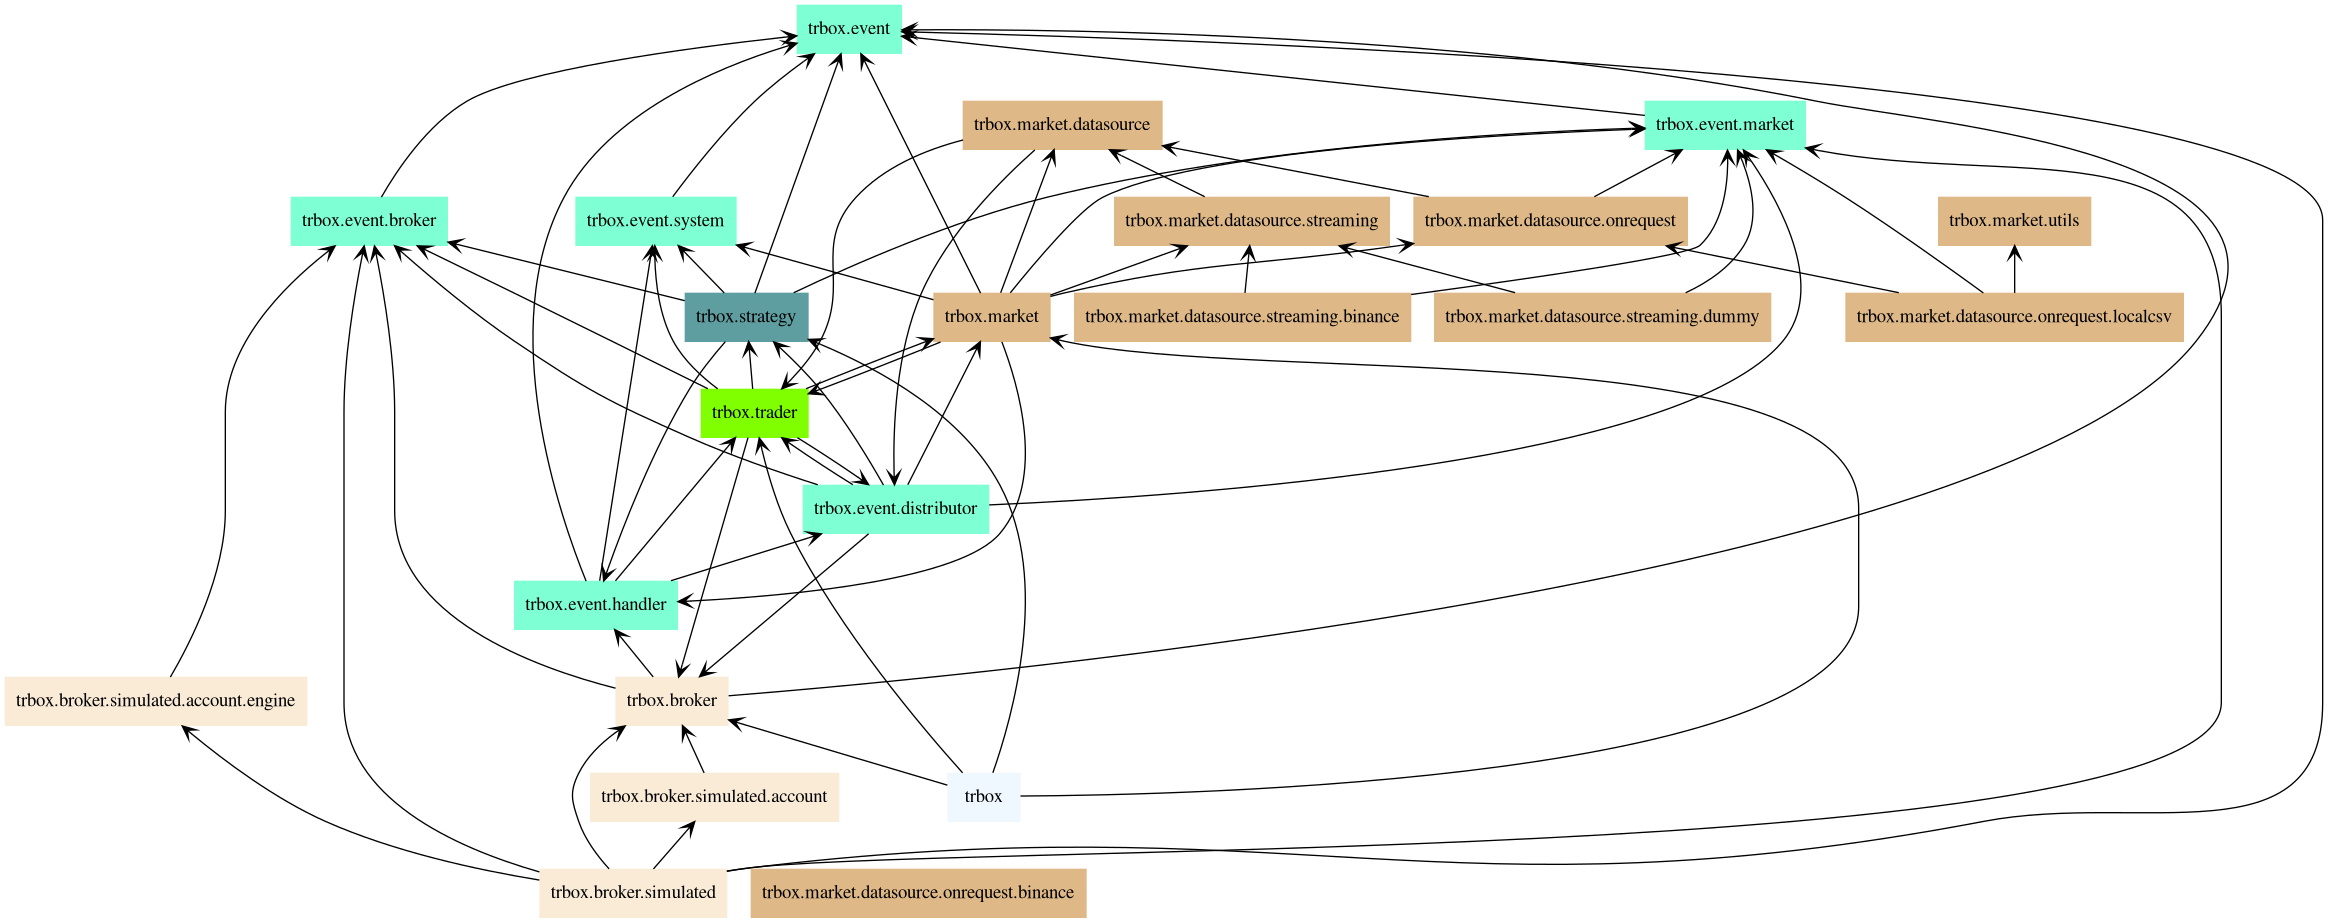 trbox.event
trbox.market.datasource
trbox.event.market
trbox.event.broker
trbox.event.system
trbox.market.datasource.streaming
trbox.market.datasource.onrequest
trbox.market.utils
trbox.strategy
trbox.market
trbox.market.datasource.streaming.binance
trbox.market.datasource.streaming.dummy
trbox.market.datasource.onrequest.localcsv
trbox.trader
trbox.event.distributor
trbox.event.handler
trbox.broker.simulated.account.engine
trbox.broker
trbox.broker.simulated.account
trbox
trbox.broker.simulated
trbox.market.datasource.onrequest.binance